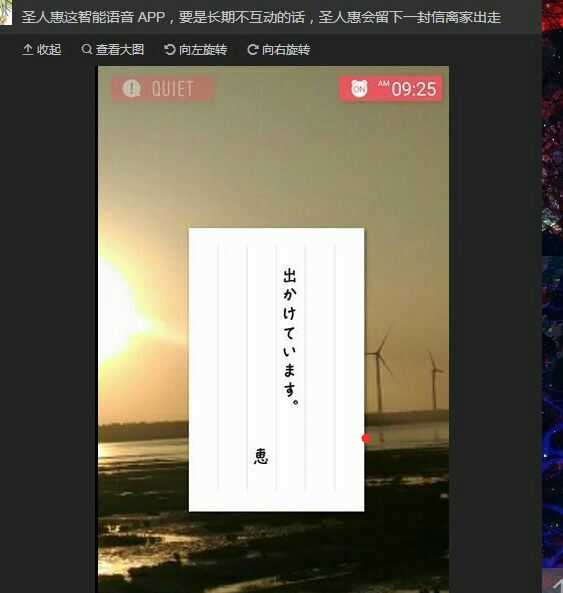 圣人惠这智能语音 APP，要是长期不互动的话，圣人惠会留下一封信离家出走
收起 查看大图 向左旋转 向右旋转
QUIET
ON AM 09:25
出かけています。
恵